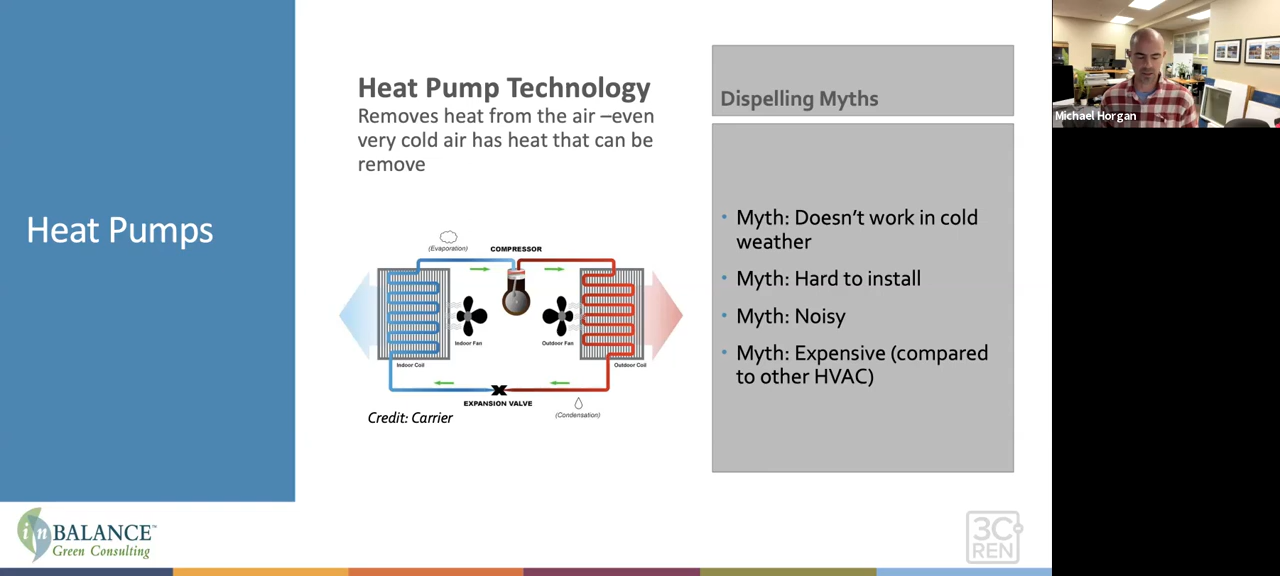 Heat Pumps
Heat Pump Technology
Removes heat from the air –even
very cold air has heat that can be
remove
(Evaporation)
COMPRESSOR
Indoor Fan
Outdoor Fan
Indoor Coil
Outdoor Coil
EXPANSION VALVE
(Condensation)
Credit: Carrier
Dispelling Myths
• Myth: Doesn’t work in cold
weather
• Myth: Hard to install
• Myth: Noisy
• Myth: Expensive (compared
to other HVAC)
Michael Horgan
inBALANCE™
Green Consulting
3C
REN